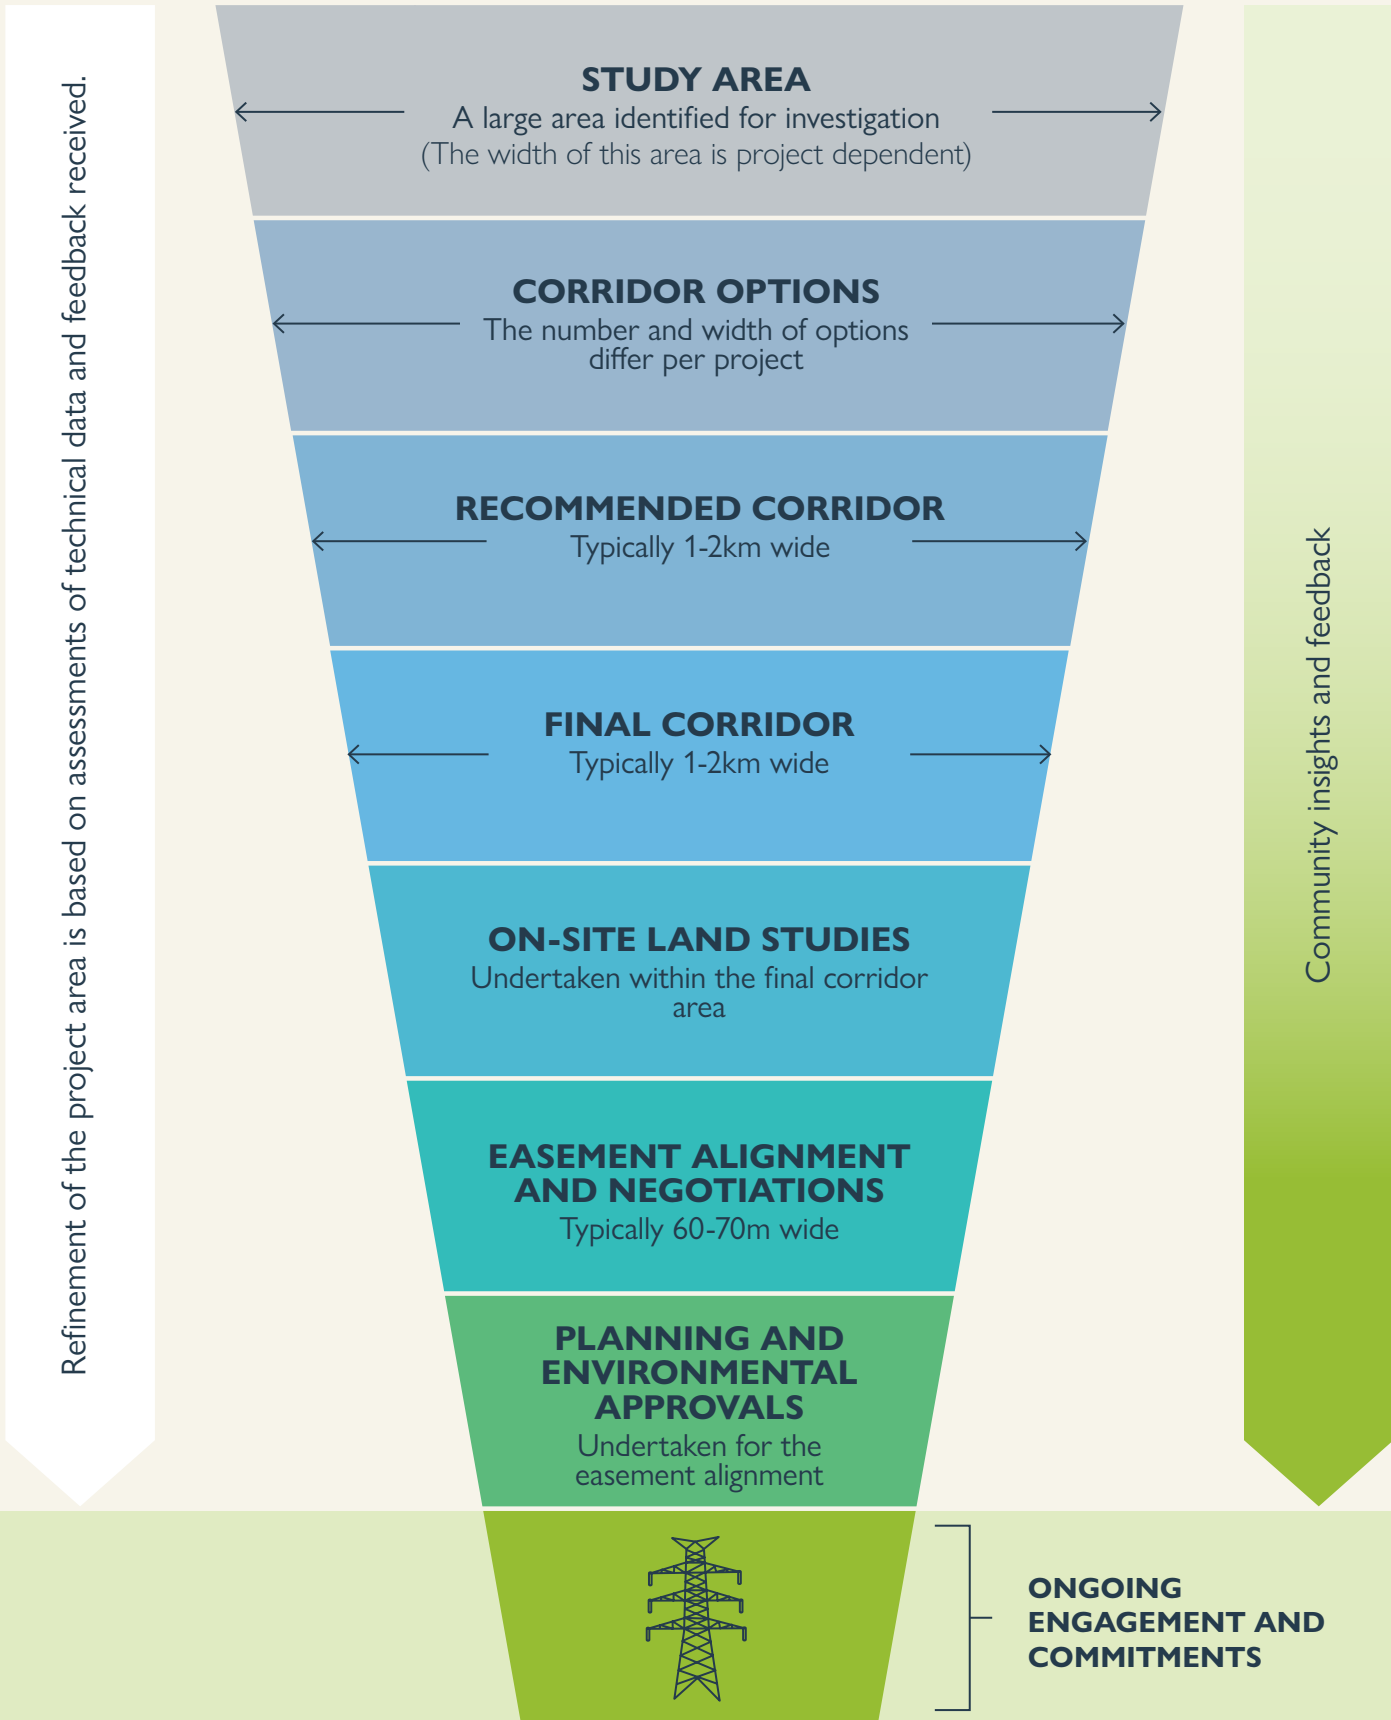 Refinement of the project area is based on assessments of technical data and feedback received.
STUDY AREA
A large area identified for investigation
(The width of this area is project dependent)
CORRIDOR OPTIONS
The number and width of options
differ per project
RECOMMENDED CORRIDOR
Typically 1-2km wide
FINAL CORRIDOR
Typically 1-2km wide
ON-SITE LAND STUDIES
Undertaken within the final corridor
area
EASEMENT ALIGNMENT
AND NEGOTIATIONS
Typically 60-70m wide
PLANNING AND
ENVIRONMENTAL
APPROVALS
Undertaken for the
easement alignment
Community insights and feedback
ONGOING
ENGAGEMENT AND
COMMITMENTS